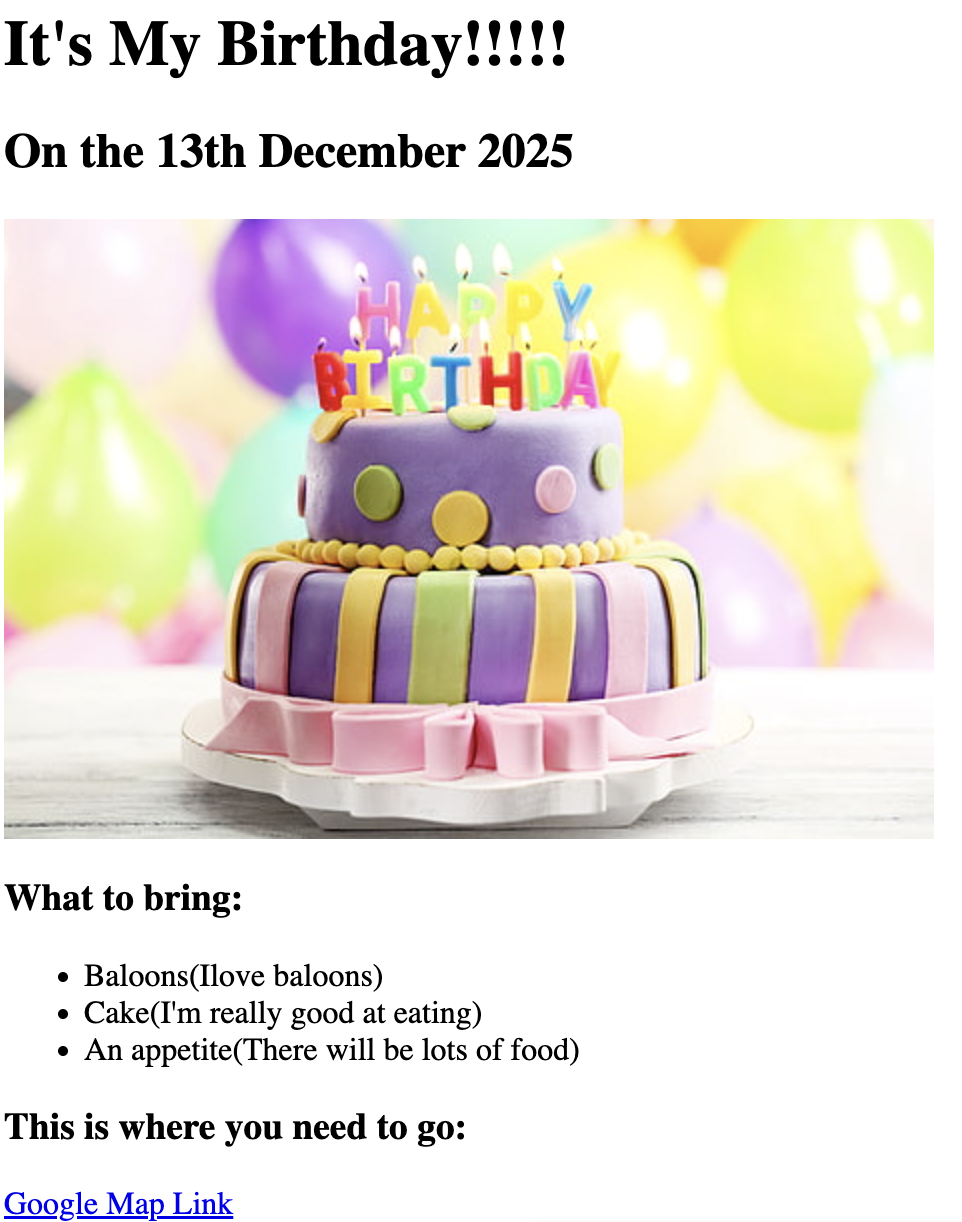 It's My Birthday!!!!!
On the 13th December 2025
HAPPY
BIRTHDAY
What to bring:
Baloons(Ilove baloons)
Cake(I'm really good at eating)
An appetite(There will be lots of food)
This is where you need to go:
Google Map Link